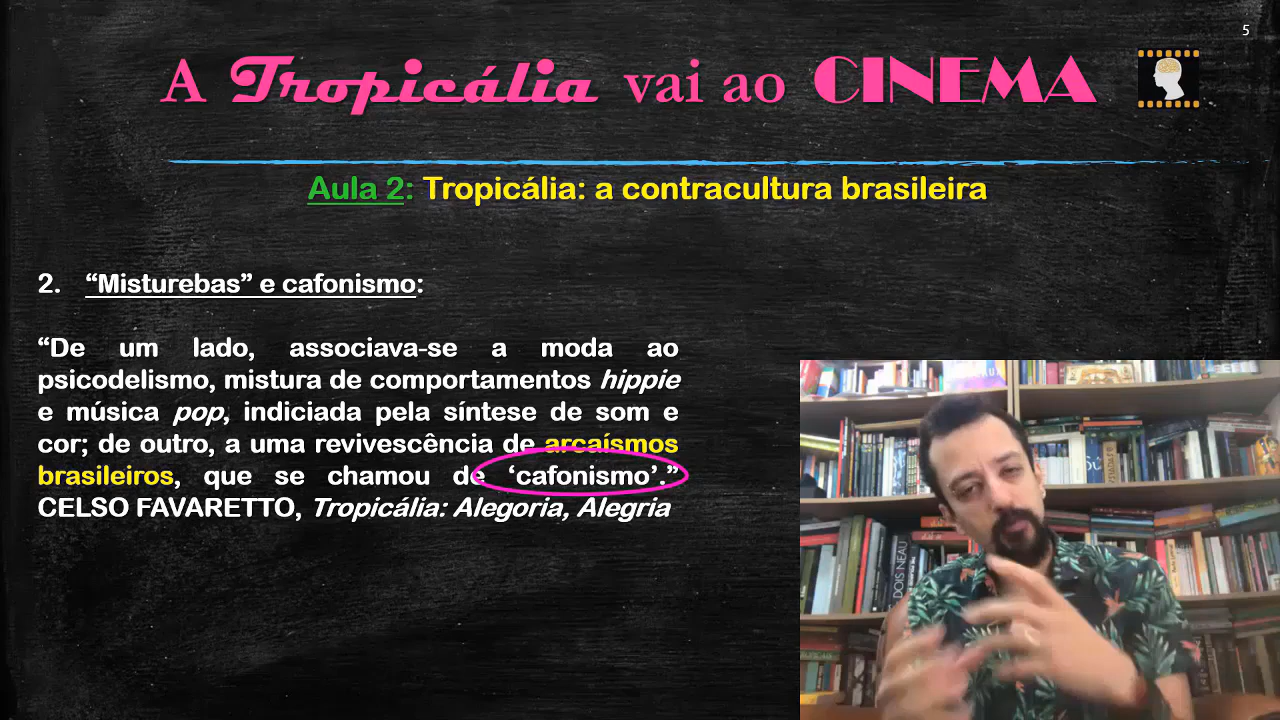 5
A Tropicália vai ao CINEMA
Aula 2: Tropicália: a contracultura brasileira
2. “Misturebas” e cafonismo:
“De um lado, associava-se a moda ao
psicodelismo, mistura de comportamentos hippie
e música pop, indiciada pela síntese de som e
cor; de outro, a uma revivescência de arcaísmos
brasileiros, que se chamou de ‘cafonismo’.”
CELSO FAVARETTO, Tropicália: Alegoria, Alegria
DOIS NEAU